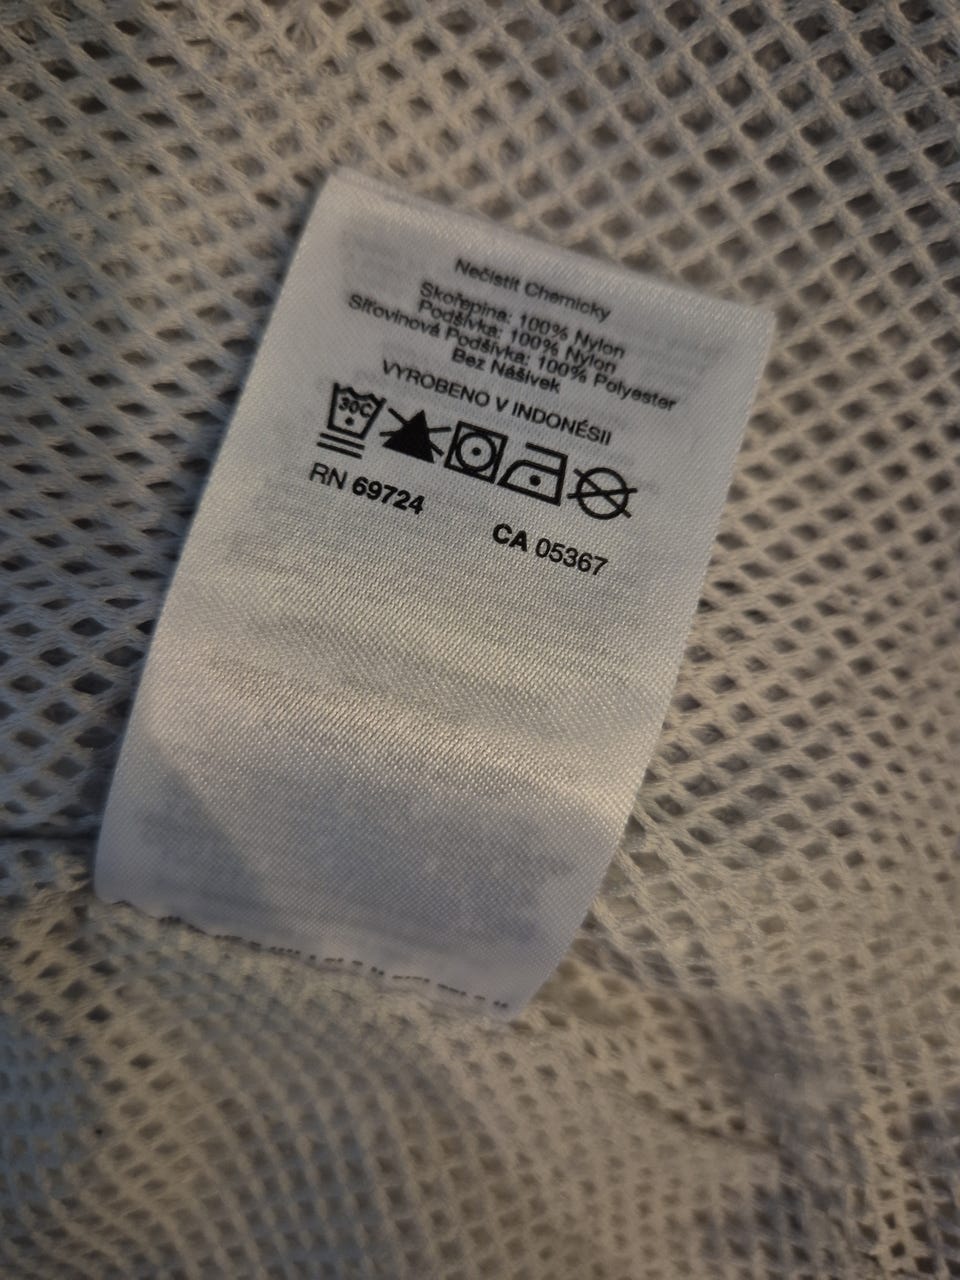 Nečistit Chemicky
Skořepina: 100% Nylon
Podšívka: 100% Nylon
Síťovinová Podšívka: 100% Polyester
Bez Nášivek
VYROBENO V INDONÉSII
30C
RN 69724
CA 05367